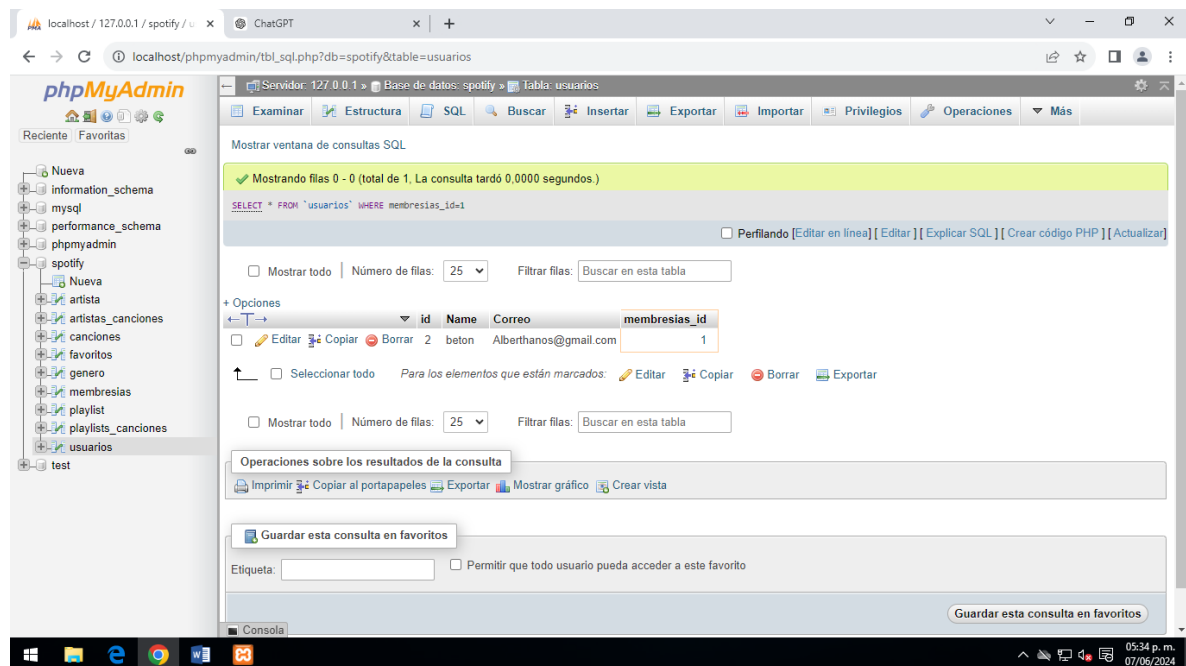 localhost / 127.0.0.1 / spotify / u
ChatGPT
localhost/phpmyadmin/tbl_sql.php?db=spotify&table=usuarios
phpMyAdmin
Reciente Favoritas
Nueva
information_schema
mysql
performance_schema
phpmyadmin
spotify
Nueva
artista
artistas_canciones
canciones
favoritos
genero
membresias
playlist
playlists_canciones
usuarios
test
Servidor: 127.0.0.1 » Base de datos: spotify » Tabla: usuarios
Examinar Estructura SQL Buscar Insertar Exportar Importar Privilegios Operaciones Más
Mostrar ventana de consultas SQL
Mostrando filas 0 - 0 (total de 1, La consulta tardó 0,0000 segundos.)
SELECT * FROM `usuarios` WHERE membresias_id=1
Perfilando [Editar en línea] [ Editar ] [ Explicar SQL ] [ Crear código PHP ] [ Actualizar]
Mostrar todo Número de filas: 25 Filtrar filas: Buscar en esta tabla
+ Opciones
←T→ id Name Correo membresias_id
Editar Copiar Borrar 2 beton Alberthanos@gmail.com 1
Seleccionar todo Para los elementos que están marcados: Editar Copiar Borrar Exportar
Mostrar todo Número de filas: 25 Filtrar filas: Buscar en esta tabla
Operaciones sobre los resultados de la consulta
Imprimir Copiar al portapapeles Exportar Mostrar gráfico Crear vista
Guardar esta consulta en favoritos
Etiqueta: Permitir que todo usuario pueda acceder a este favorito
Guardar esta consulta en favoritos
Consola
05:34 p. m.
07/06/2024